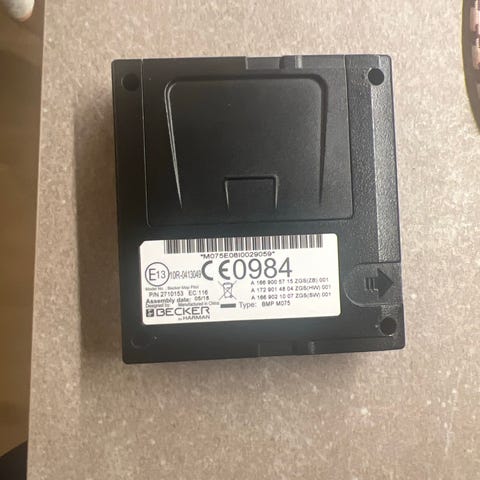 *M075E08I0029059*
E13 10R-0413049 CE0984
Model No.: Becker Map Pilot
P/N 2710153 EC:116
Assembly date: 05/15
Designed by: Manufactured in China
BECKER
by HARMAN
A 166 900 57 15 ZGS(ZB) 001
A 172 901 48 04 ZGS(HW) 001
A 166 902 10 07 ZGS(SW) 001
Type: BMP M075